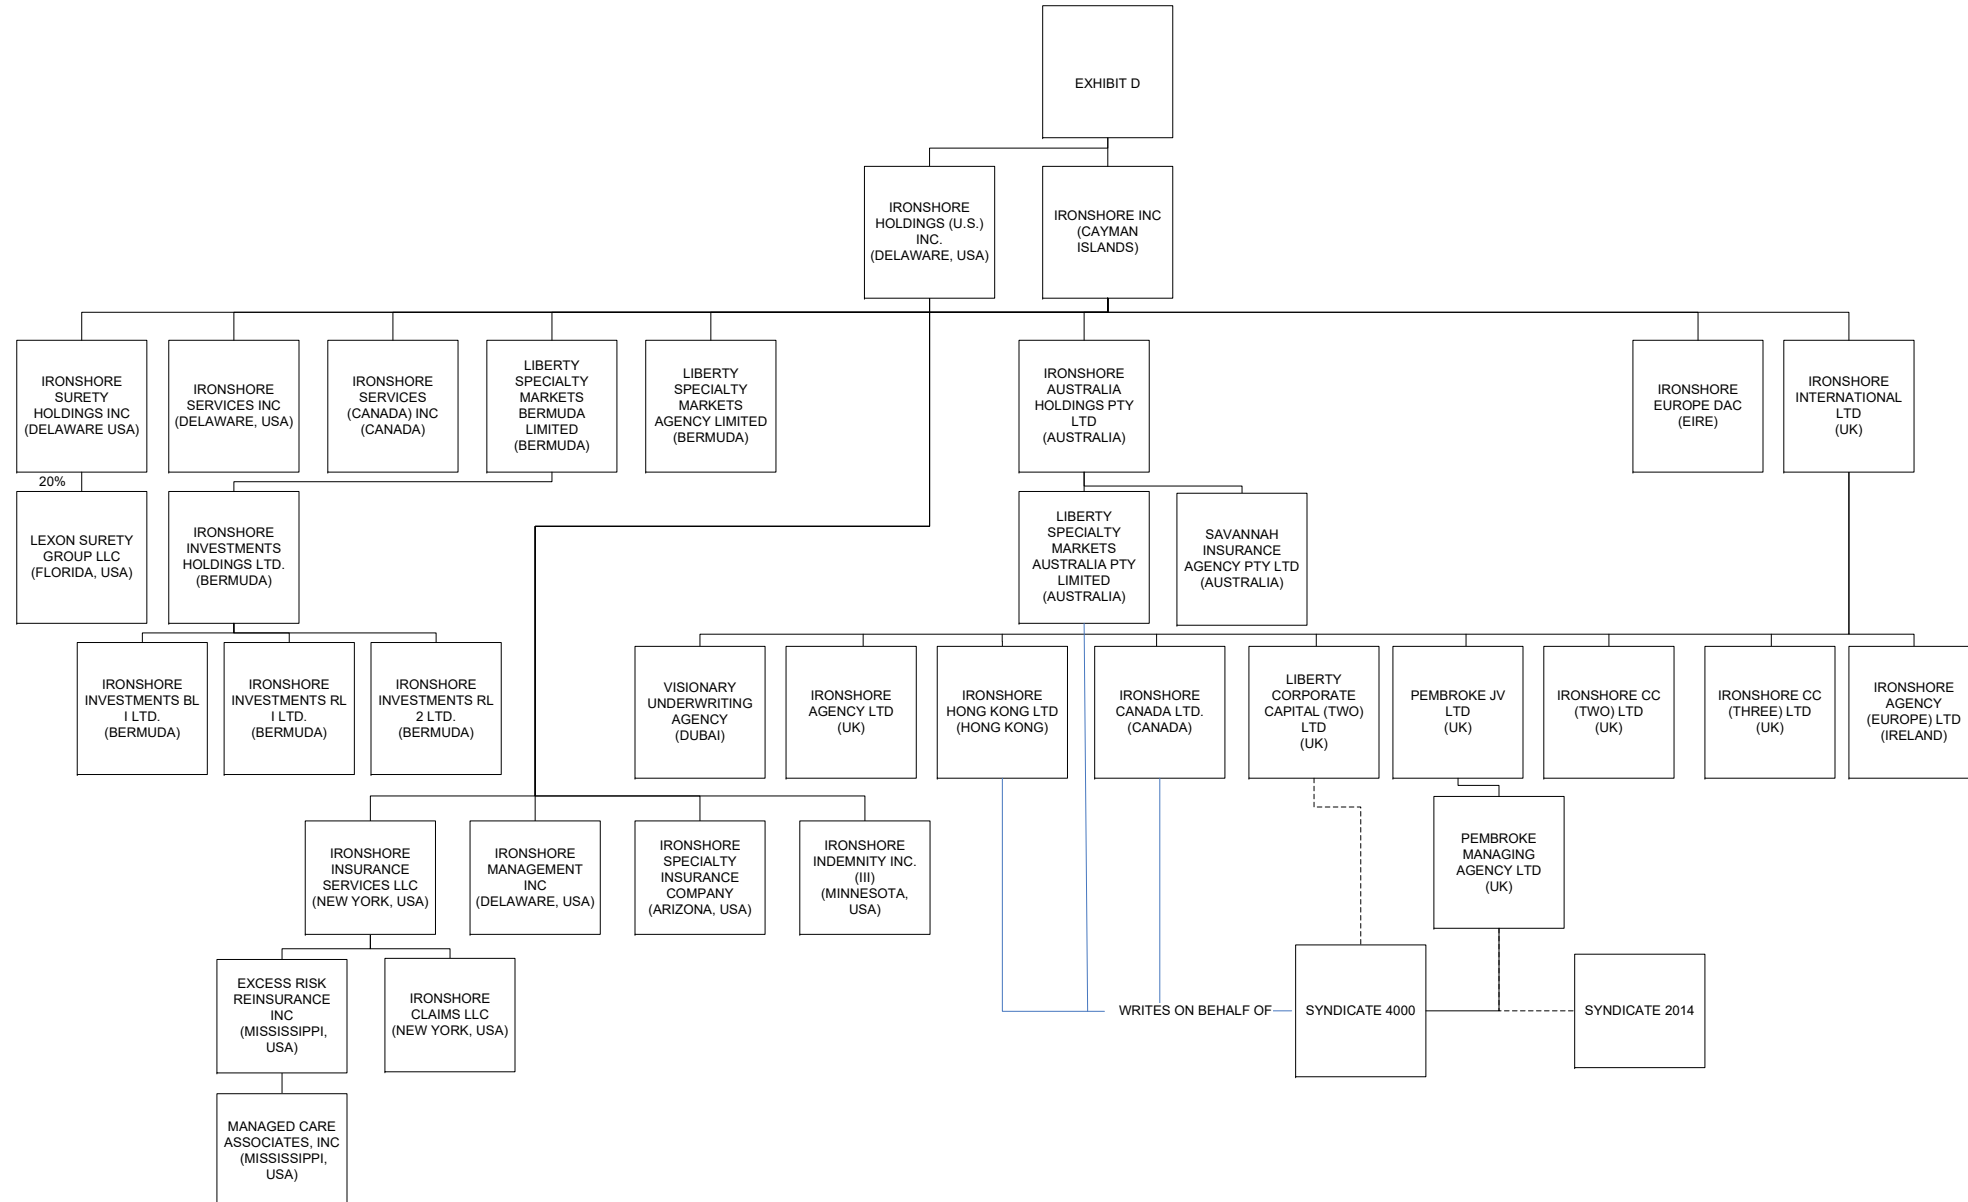 EXHIBIT D
IRONSHORE
HOLDINGS (U.S.)
INC.
(DELAWARE, USA)
IRONSHORE INC
(CAYMAN
ISLANDS)
IRONSHORE
SURETY
HOLDINGS INC
(DELAWARE USA)
IRONSHORE
SERVICES INC
(DELAWARE, USA)
IRONSHORE
SERVICES
(CANADA) INC
(CANADA)
LIBERTY
SPECIALTY
MARKETS
BERMUDA
LIMITED
(BERMUDA)
LIBERTY
SPECIALTY
MARKETS
AGENCY LIMITED
(BERMUDA)
IRONSHORE
AUSTRALIA
HOLDINGS PTY
LTD
(AUSTRALIA)
IRONSHORE
EUROPE DAC
(EIRE)
IRONSHORE
INTERNATIONAL
LTD
(UK)
20%
LEXON SURETY
GROUP LLC
(FLORIDA, USA)
IRONSHORE
INVESTMENTS
HOLDINGS LTD.
(BERMUDA)
LIBERTY
SPECIALTY
MARKETS
AUSTRALIA PTY
LIMITED
(AUSTRALIA)
SAVANNAH
INSURANCE
AGENCY PTY LTD
(AUSTRALIA)
IRONSHORE
INVESTMENTS BL
I LTD.
(BERMUDA)
IRONSHORE
INVESTMENTS RL
I LTD.
(BERMUDA)
IRONSHORE
INVESTMENTS RL
2 LTD.
(BERMUDA)
VISIONARY
UNDERWRITING
AGENCY
(DUBAI)
IRONSHORE
AGENCY LTD
(UK)
IRONSHORE
HONG KONG LTD
(HONG KONG)
IRONSHORE
CANADA LTD.
(CANADA)
LIBERTY
CORPORATE
CAPITAL (TWO)
LTD
(UK)
PEMBROKE JV
LTD
(UK)
IRONSHORE CC
(TWO) LTD
(UK)
IRONSHORE CC
(THREE) LTD
(UK)
IRONSHORE
AGENCY
(EUROPE) LTD
(IRELAND)
IRONSHORE
INSURANCE
SERVICES LLC
(NEW YORK, USA)
IRONSHORE
MANAGEMENT
INC
(DELAWARE, USA)
IRONSHORE
SPECIALTY
INSURANCE
COMPANY
(ARIZONA, USA)
IRONSHORE
INDEMNITY INC.
(III)
(MINNESOTA,
USA)
PEMBROKE
MANAGING
AGENCY LTD
(UK)
EXCESS RISK
REINSURANCE
INC
(MISSISSIPPI,
USA)
IRONSHORE
CLAIMS LLC
(NEW YORK, USA)
WRITES ON BEHALF OF
SYNDICATE 4000
SYNDICATE 2014
MANAGED CARE
ASSOCIATES, INC
(MISSISSIPPI,
USA)